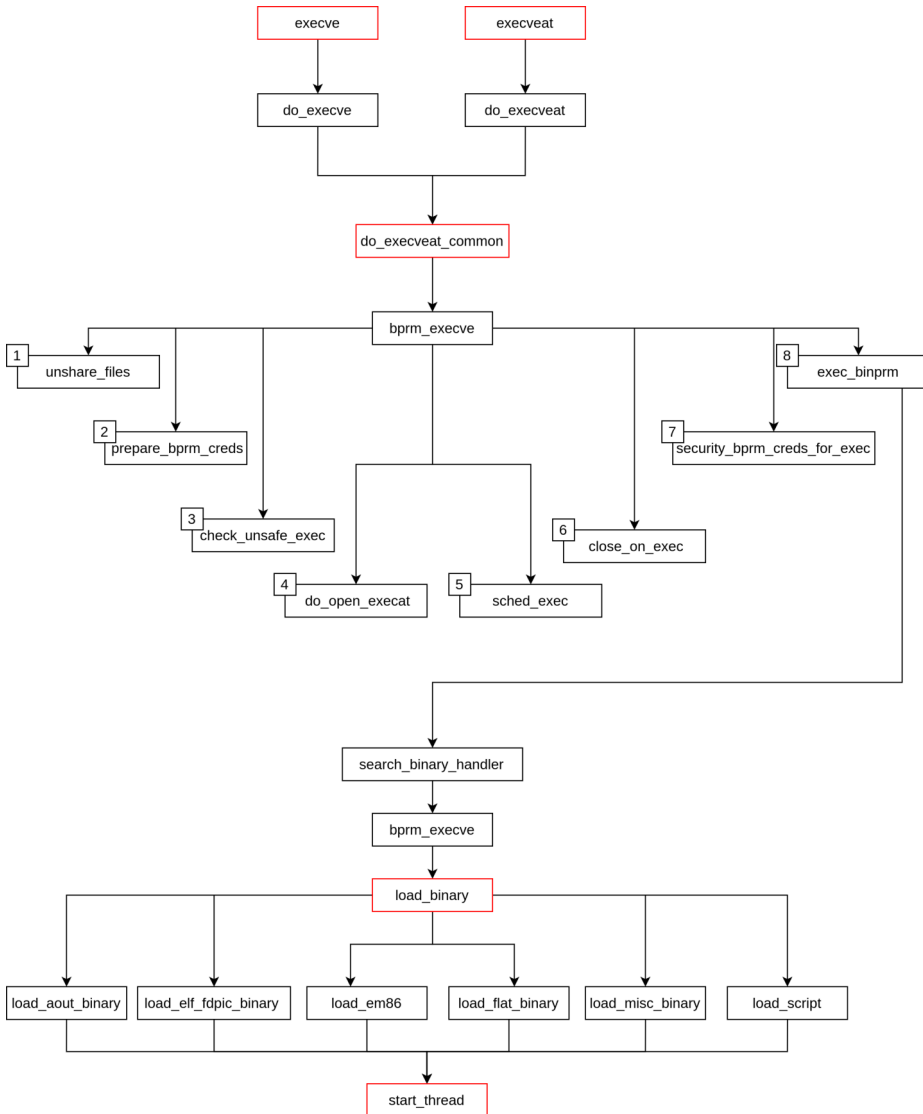 execve
execveat
do_execve
do_execveat
do_execveat_common
bprm_execve
1
unshare_files
8
exec_binprm
2
prepare_bprm_creds
7
security_bprm_creds_for_exec
3
check_unsafe_exec
6
close_on_exec
4
do_open_execat
5
sched_exec
search_binary_handler
bprm_execve
load_binary
load_aout_binary
load_elf_fdpic_binary
load_em86
load_flat_binary
load_misc_binary
load_script
start_thread